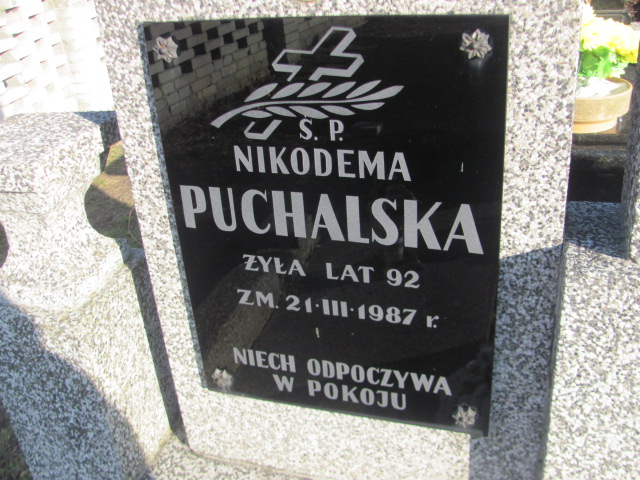 Ś. P.
NIKODEMA
PUCHALSKA
ŻYŁA LAT 92
ZM. 21·III·1987 r.
NIECH ODPOCZYWA
W POKOJU